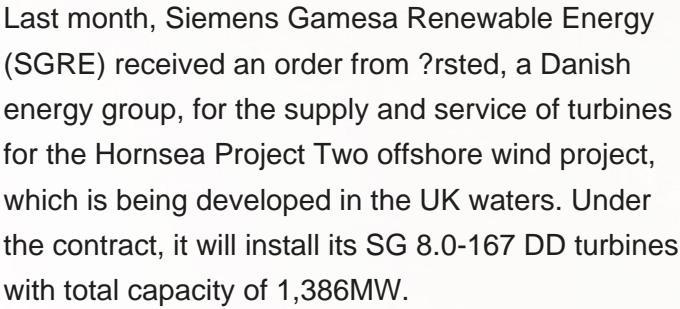 Last month, Siemens Gamesa Renewable Energy
(SGRE) received an order from ?rsted, a Danish
energy group, for the supply and service of turbines
for the Hornsea Project Two offshore wind project,
which is being developed in the UK waters. Under
the contract, it will install its SG 8.0-167 DD turbines
with total capacity of 1,386MW.